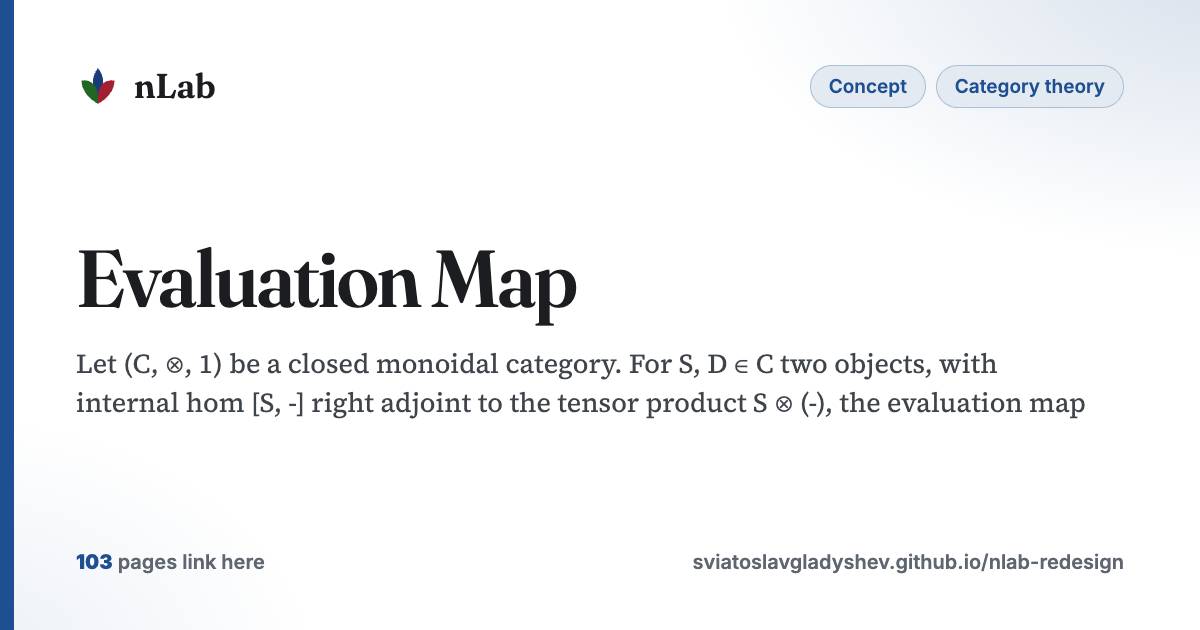 nLab
Concept
Category theory
Evaluation Map
Let (C, ⊗, 1) be a closed monoidal category. For S, D ∈ C two objects, with
internal hom [S, -] right adjoint to the tensor product S ⊗ (-), the evaluation map
103 pages link here
sviatoslavgladyshev.github.io/nlab-redesign